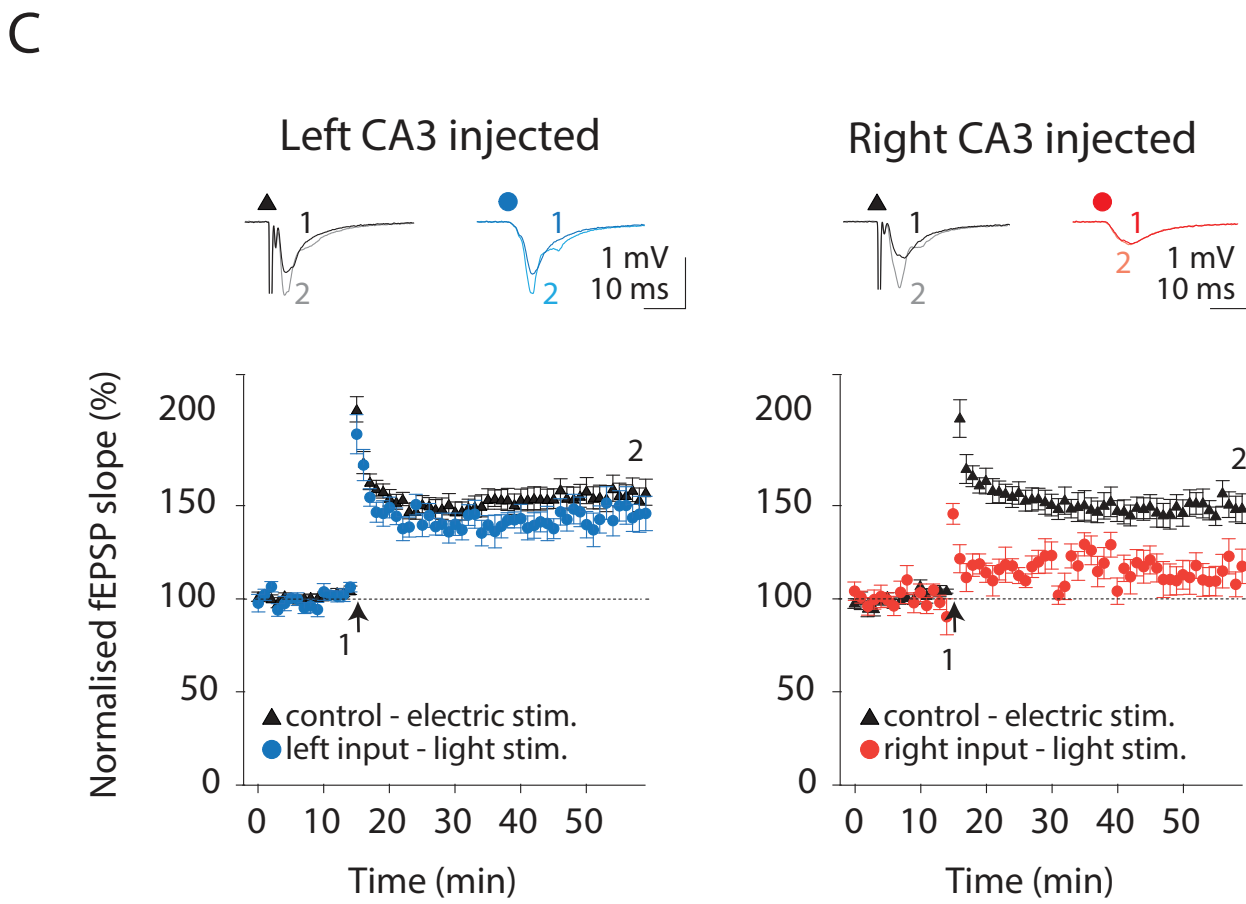 C
Left CA3 injected
1
2
1
2
1 mV
10 ms
Normalised fEPSP slope (%)
200
150
100
50
0
2
1
control - electric stim.
left input - light stim.
0 10 20 30 40 50
Time (min)
Right CA3 injected
1
2
1
2
1 mV
10 ms
200
150
100
50
0
2
1
control - electric stim.
right input - light stim.
0 10 20 30 40 50
Time (min)